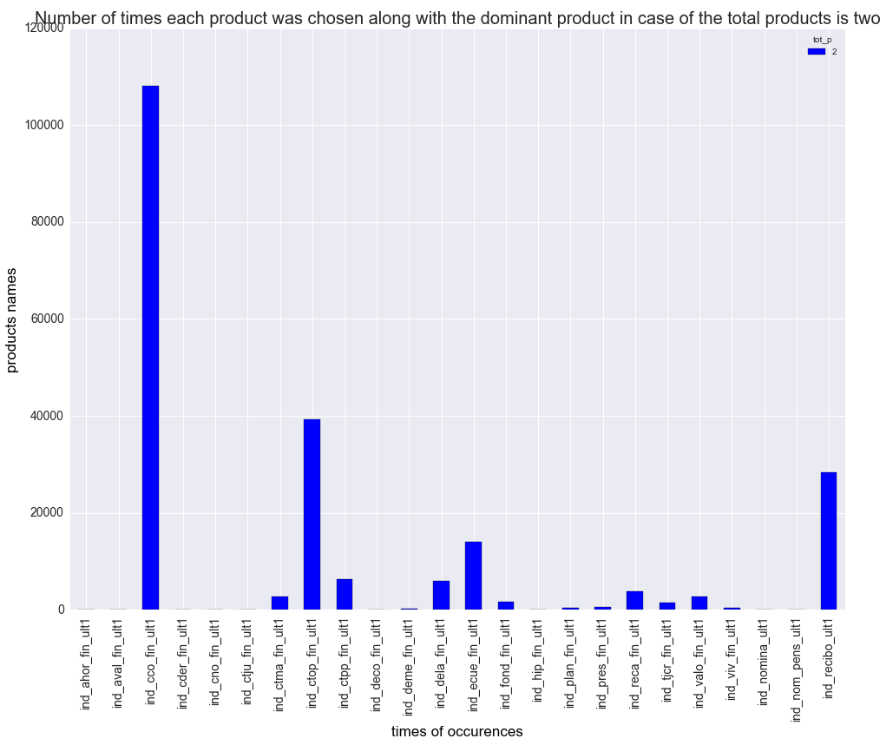 Number of times each product was chosen along with the dominant product in case of the total products is two
tot_p
2
120000
100000
80000
60000
40000
20000
0
products names
ind_ahor_fin_ult1
ind_aval_fin_ult1
ind_cco_fin_ult1
ind_cder_fin_ult1
ind_cno_fin_ult1
ind_ctju_fin_ult1
ind_ctma_fin_ult1
ind_ctop_fin_ult1
ind_ctpp_fin_ult1
ind_deco_fin_ult1
ind_deme_fin_ult1
ind_dela_fin_ult1
ind_ecue_fin_ult1
ind_fond_fin_ult1
ind_hip_fin_ult1
ind_plan_fin_ult1
ind_pres_fin_ult1
ind_reca_fin_ult1
ind_tjcr_fin_ult1
ind_valo_fin_ult1
ind_viv_fin_ult1
ind_nomina_ult1
ind_nom_pens_ult1
ind_recibo_ult1
times of occurences